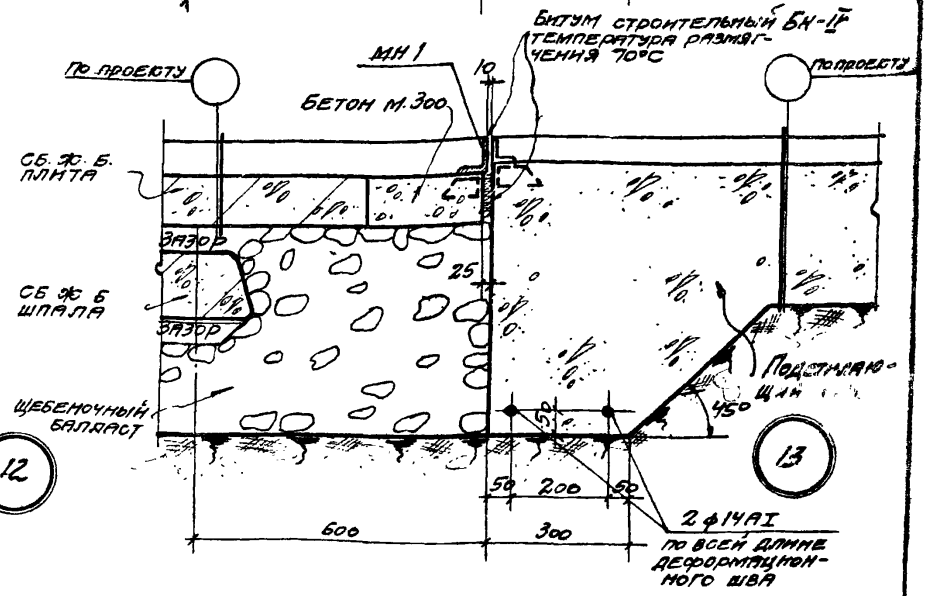 БИТУМ СТРОИТЕЛЬНЫЙ БН-IV
ТЕМПЕРАТУРА РАЗМЯГ-
ЧЕНИЯ 70°С
МН 1
10
ПО ПРОЕКТУ
ПО ПРОЕКТУ
БЕТОН М.300
СБ. Ж. Б.
ПЛИТА
ЗАЗОР
25
СБ Ж Б
ШПАЛА
ЗАЗОР
ПОДСТИЛАЮ-
ЩИ
ЩЕБЕНОЧНЫЙ
БАЛЛАСТ
50
45°
12
13
50
200
50
600
300
2 ф14АI
ПО ВСЕЙ ДЛИНЕ
ДЕФОРМАЦИОН-
НОГО ШВА